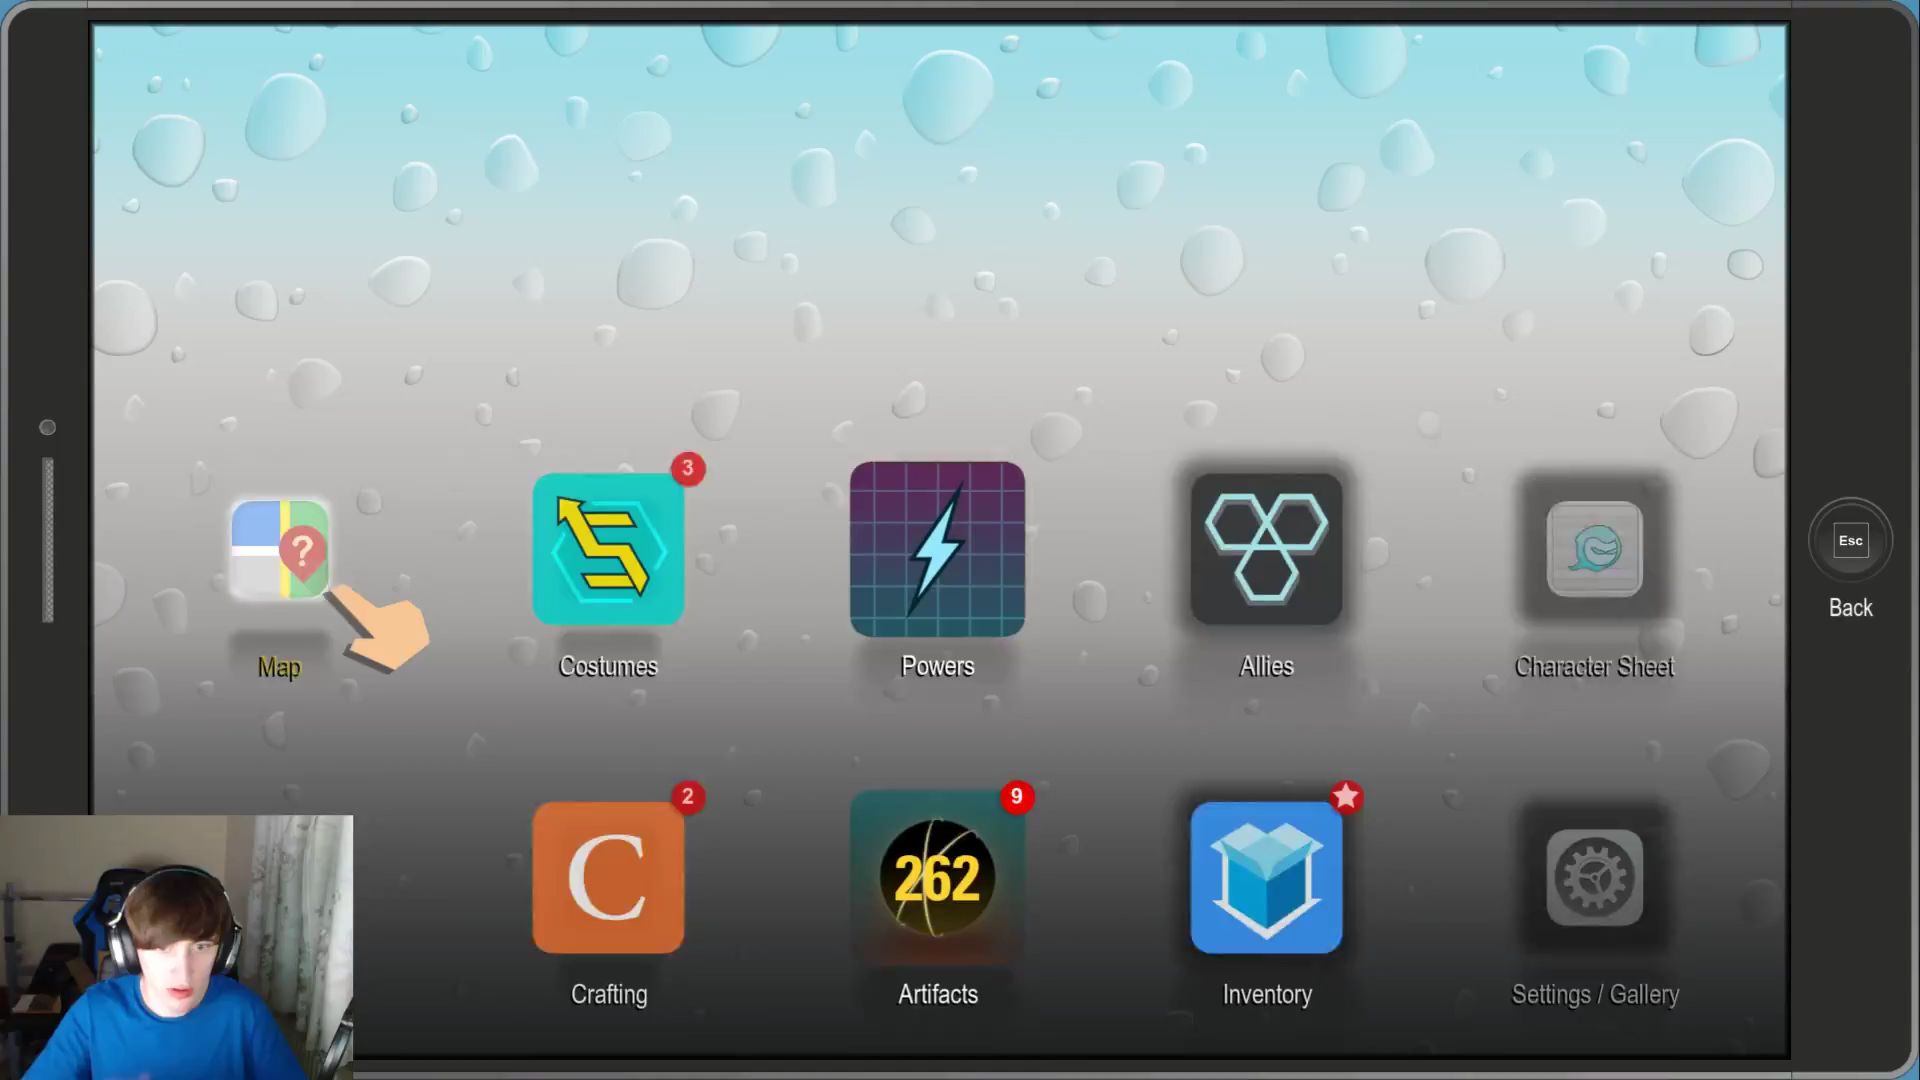 3
?
Esc
Map
Costumes
Powers
Allies
Character Sheet
Back
2
9
C
262
Crafting
Artifacts
Inventory
Settings / Gallery